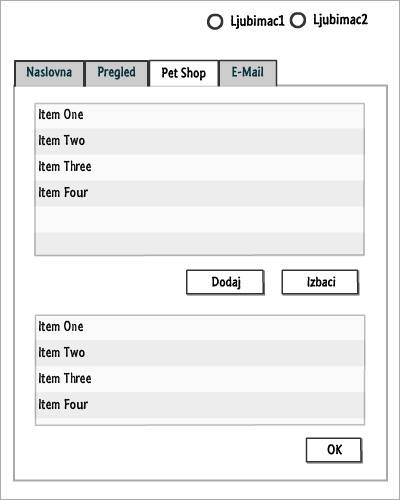 Ljubimac1 Ljubimac2
Naslovna Pregled Pet Shop E-Mail
Item One
Item Two
Item Three
Item Four
Dodaj Izbaci
Item One
Item Two
Item Three
Item Four
OK